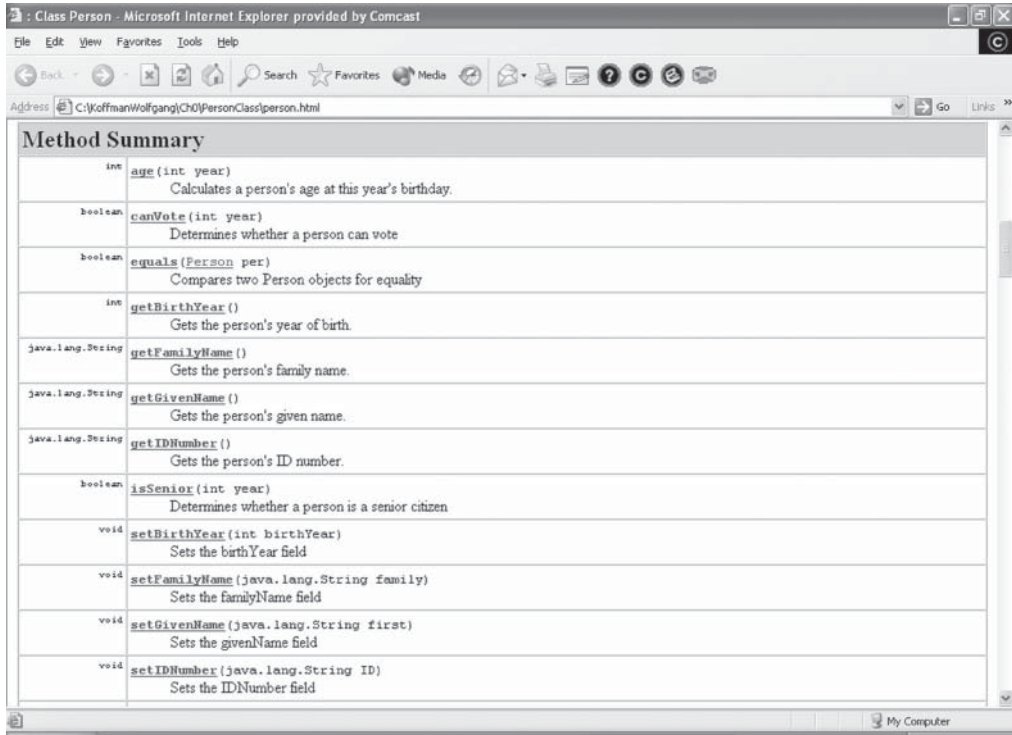 : Class Person - Microsoft Internet Explorer provided by Comcast
File Edit View Favorites Tools Help
Back Search Favorites Media
Address C:\KoffmanWolfgang\Ch0\PersonClass\person.html Go Links »
Method Summary
int age(int year)
Calculates a person's age at this year's birthday.
boolean canVote(int year)
Determines whether a person can vote
boolean equals(Person per)
Compares two Person objects for equality
int getBirthYear()
Gets the person's year of birth.
java.lang.String getFamilyName()
Gets the person's family name.
java.lang.String getGivenName()
Gets the person's given name.
java.lang.String getIDNumber()
Gets the person's ID number.
boolean isSenior(int year)
Determines whether a person is a senior citizen
void setBirthYear(int birthYear)
Sets the birthYear field
void setFamilyName(java.lang.String family)
Sets the familyName field
void setGivenName(java.lang.String first)
Sets the givenName field
void setIDNumber(java.lang.String ID)
Sets the IDNumber field
My Computer